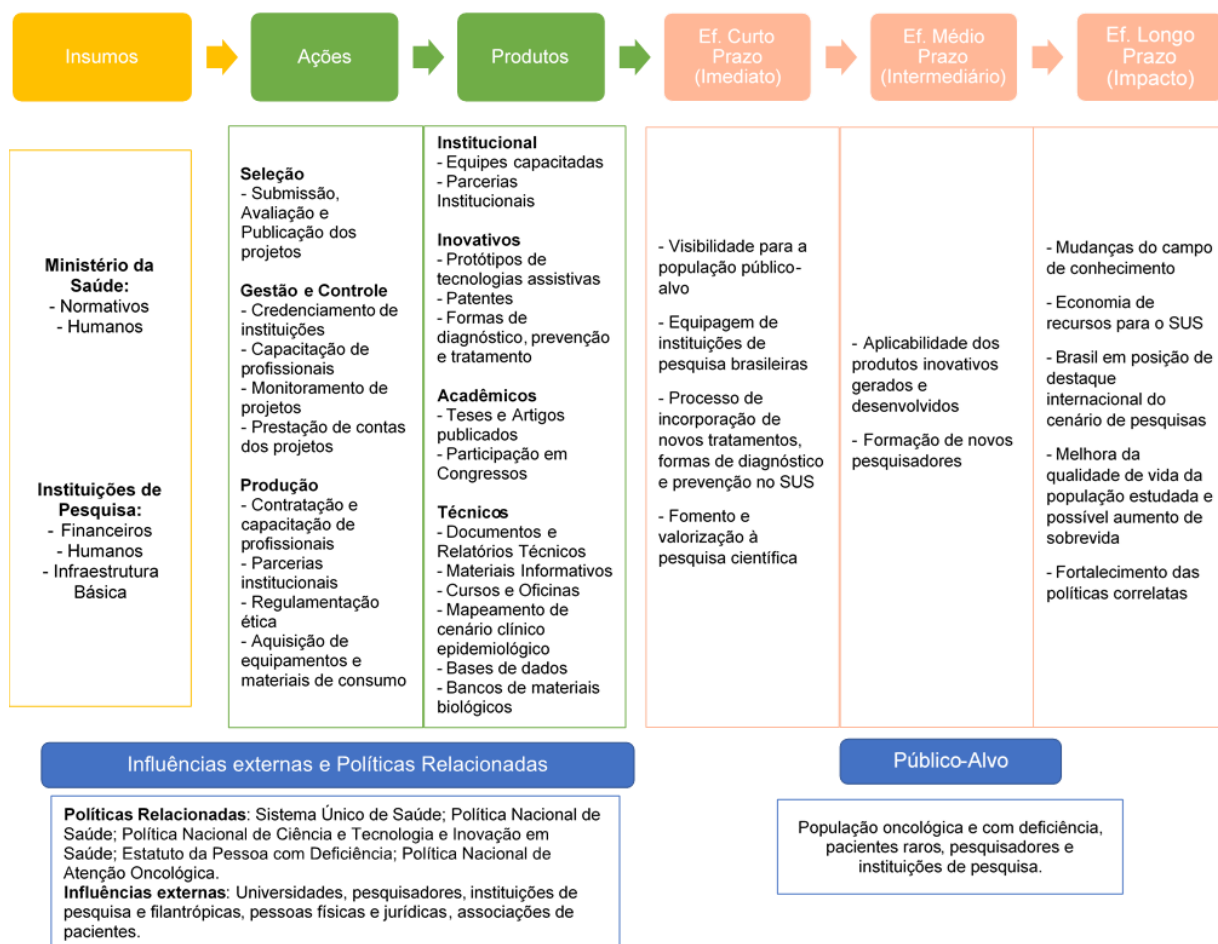 Insumos
Ações
Produtos
Ef. Curto
Prazo
(Imediato)
Ef. Médio
Prazo
(Intermediário)
Ef. Longo
Prazo
(Impacto)
Ministério da
Saúde:
- Normativos
- Humanos
Instituições de
Pesquisa:
- Financeiros
- Humanos
- Infraestrutura
Básica
Seleção
- Submissão,
Avaliação e
Publicação dos
projetos
Gestão e Controle
- Credenciamento de
instituições
- Capacitação de
profissionais
- Monitoramento de
projetos
- Prestação de contas
dos projetos
Produção
- Contratação e
capacitação de
profissionais
- Parcerias
institucionais
- Regulamentação
ética
- Aquisição de
equipamentos e
materiais de consumo
Institucional
- Equipes capacitadas
- Parcerias
Institucionais
Inovativos
- Protótipos de
tecnologias assistivas
- Patentes
- Formas de
diagnóstico, prevenção
e tratamento
Acadêmicos
- Teses e Artigos
publicados
- Participação em
Congressos
Técnicos
- Documentos e
Relatórios Técnicos
- Materiais Informativos
- Cursos e Oficinas
- Mapeamento de
cenário clínico
epidemiológico
- Bases de dados
- Bancos de materiais
biológicos
- Visibilidade para a
população público-
alvo
- Equipagem de
instituições de
pesquisa brasileiras
- Processo de
incorporação de
novos tratamentos,
formas de diagnóstico
e prevenção no SUS
- Fomento e
valorização à
pesquisa científica
- Aplicabilidade dos
produtos inovativos
gerados e
desenvolvidos
- Formação de novos
pesquisadores
- Mudanças do campo
de conhecimento
- Economia de
recursos para o SUS
- Brasil em posição de
destaque
internacional do
cenário de pesquisas
- Melhora da
qualidade de vida da
população estudada e
possível aumento de
sobrevida
- Fortalecimento das
políticas correlatas
Influências externas e Políticas Relacionadas
Políticas Relacionadas: Sistema Único de Saúde; Política Nacional de
Saúde; Política Nacional de Ciência e Tecnologia e Inovação em
Saúde; Estatuto da Pessoa com Deficiência; Política Nacional de
Atenção Oncológica.
Influências externas: Universidades, pesquisadores, instituições de
pesquisa e filantrópicas, pessoas físicas e jurídicas, associações de
pacientes.
Público-Alvo
População oncológica e com deficiência,
pacientes raros, pesquisadores e
instituições de pesquisa.